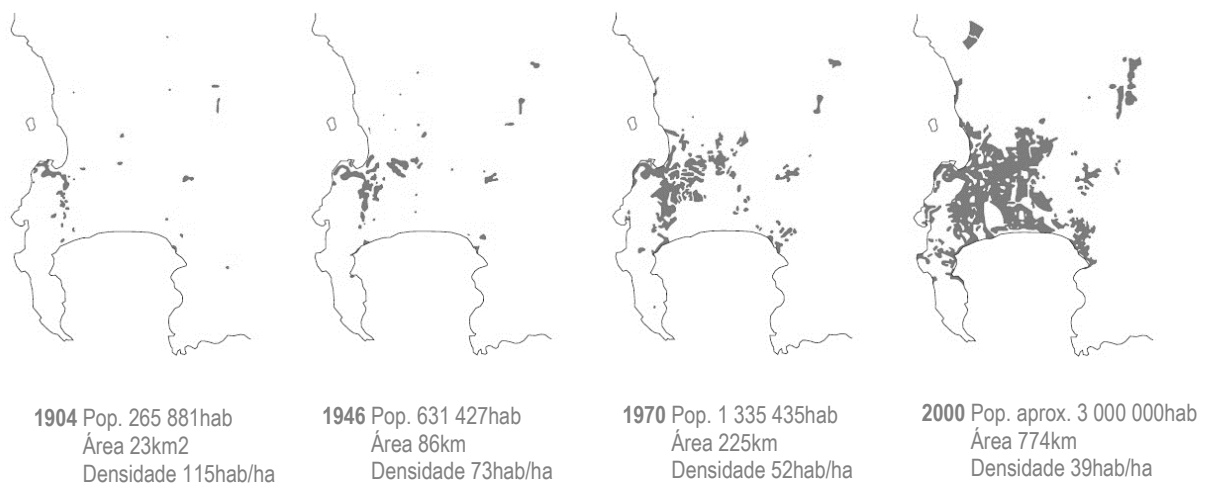 1904 Pop. 265 881hab
Área 23km2
Densidade 115hab/ha
1946 Pop. 631 427hab
Área 86km
Densidade 73hab/ha
1970 Pop. 1 335 435hab
Área 225km
Densidade 52hab/ha
2000 Pop. aprox. 3 000 000hab
Área 774km
Densidade 39hab/ha